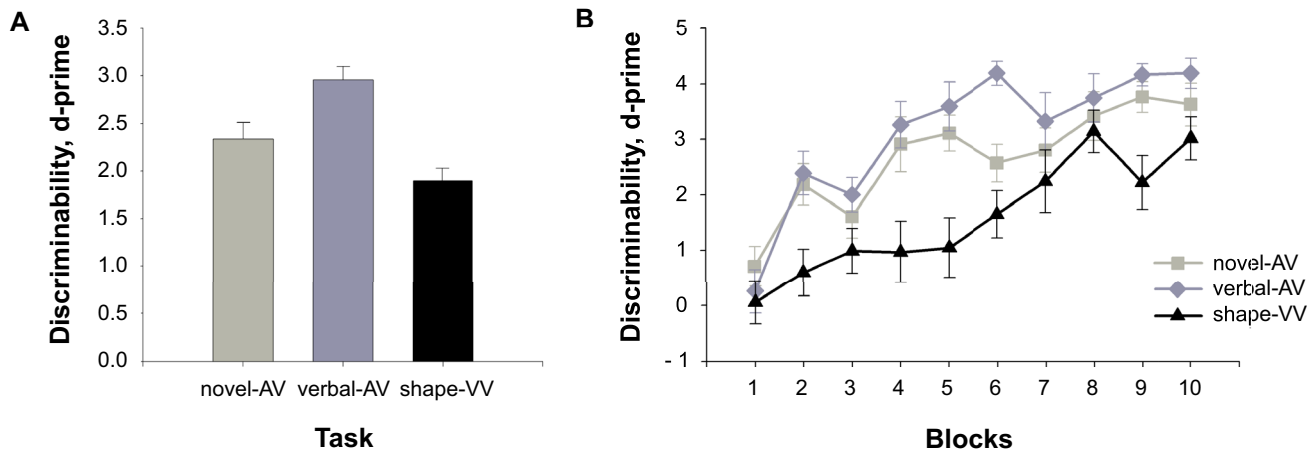 A
Discriminability, d-prime
3.5
3.0
2.5
2.0
1.5
1.0
0.5
0.0
novel-AV verbal-AV shape-VV
Task
B
Discriminability, d-prime
5
4
3
2
1
0
- 1
1 2 3 4 5 6 7 8 9 10
Blocks
novel-AV
verbal-AV
shape-VV